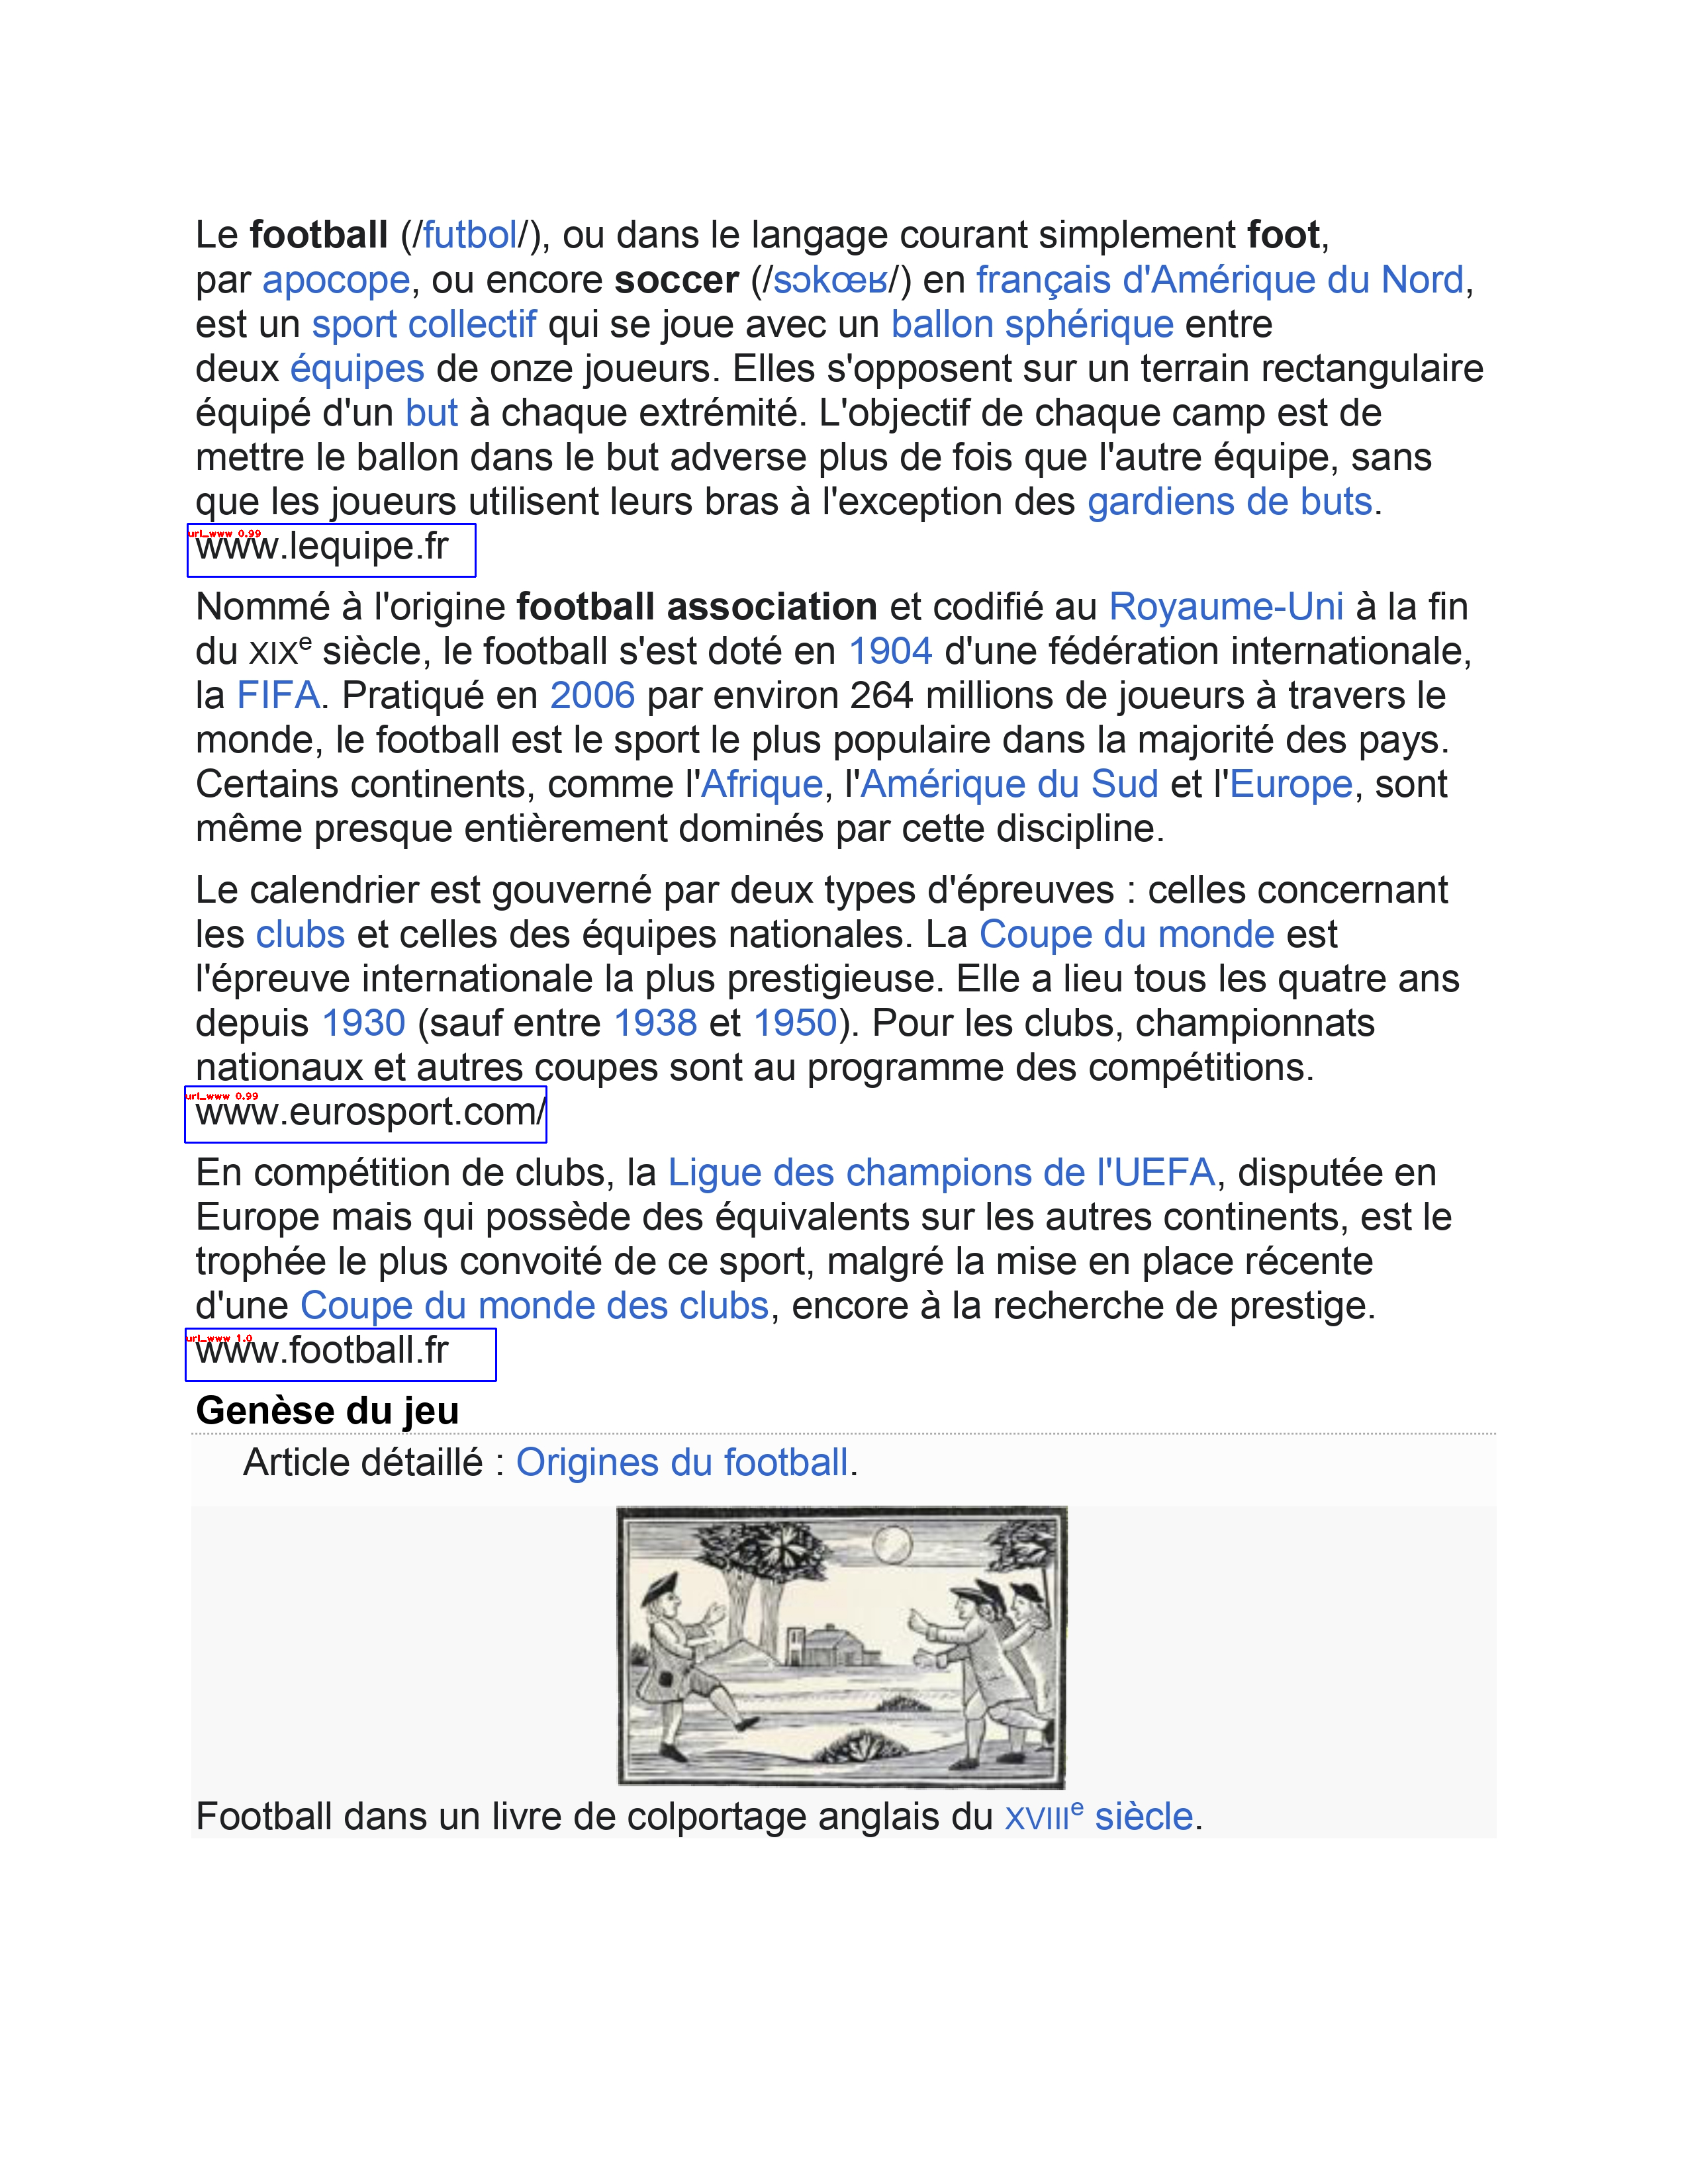 Le football (/futbol/), ou dans le langage courant simplement foot,
par apocope, ou encore soccer (/sɔkœʁ/) en français d'Amérique du Nord,
est un sport collectif qui se joue avec un ballon sphérique entre
deux équipes de onze joueurs. Elles s'opposent sur un terrain rectangulaire
équipé d'un but à chaque extrémité. L'objectif de chaque camp est de
mettre le ballon dans le but adverse plus de fois que l'autre équipe, sans
que les joueurs utilisent leurs bras à l'exception des gardiens de buts.
url_www 0.99
www.lequipe.fr
Nommé à l'origine football association et codifié au Royaume-Uni à la fin
du XIXe siècle, le football s'est doté en 1904 d'une fédération internationale,
la FIFA. Pratiqué en 2006 par environ 264 millions de joueurs à travers le
monde, le football est le sport le plus populaire dans la majorité des pays.
Certains continents, comme l'Afrique, l'Amérique du Sud et l'Europe, sont
même presque entièrement dominés par cette discipline.
Le calendrier est gouverné par deux types d'épreuves : celles concernant
les clubs et celles des équipes nationales. La Coupe du monde est
l'épreuve internationale la plus prestigieuse. Elle a lieu tous les quatre ans
depuis 1930 (sauf entre 1938 et 1950). Pour les clubs, championnats
nationaux et autres coupes sont au programme des compétitions.
url_www 0.99
www.eurosport.com/
En compétition de clubs, la Ligue des champions de l'UEFA, disputée en
Europe mais qui possède des équivalents sur les autres continents, est le
trophée le plus convoité de ce sport, malgré la mise en place récente
d'une Coupe du monde des clubs, encore à la recherche de prestige.
url_www 1.0
www.football.fr
Genèse du jeu
Article détaillé : Origines du football.
Football dans un livre de colportage anglais du XVIIIe siècle.